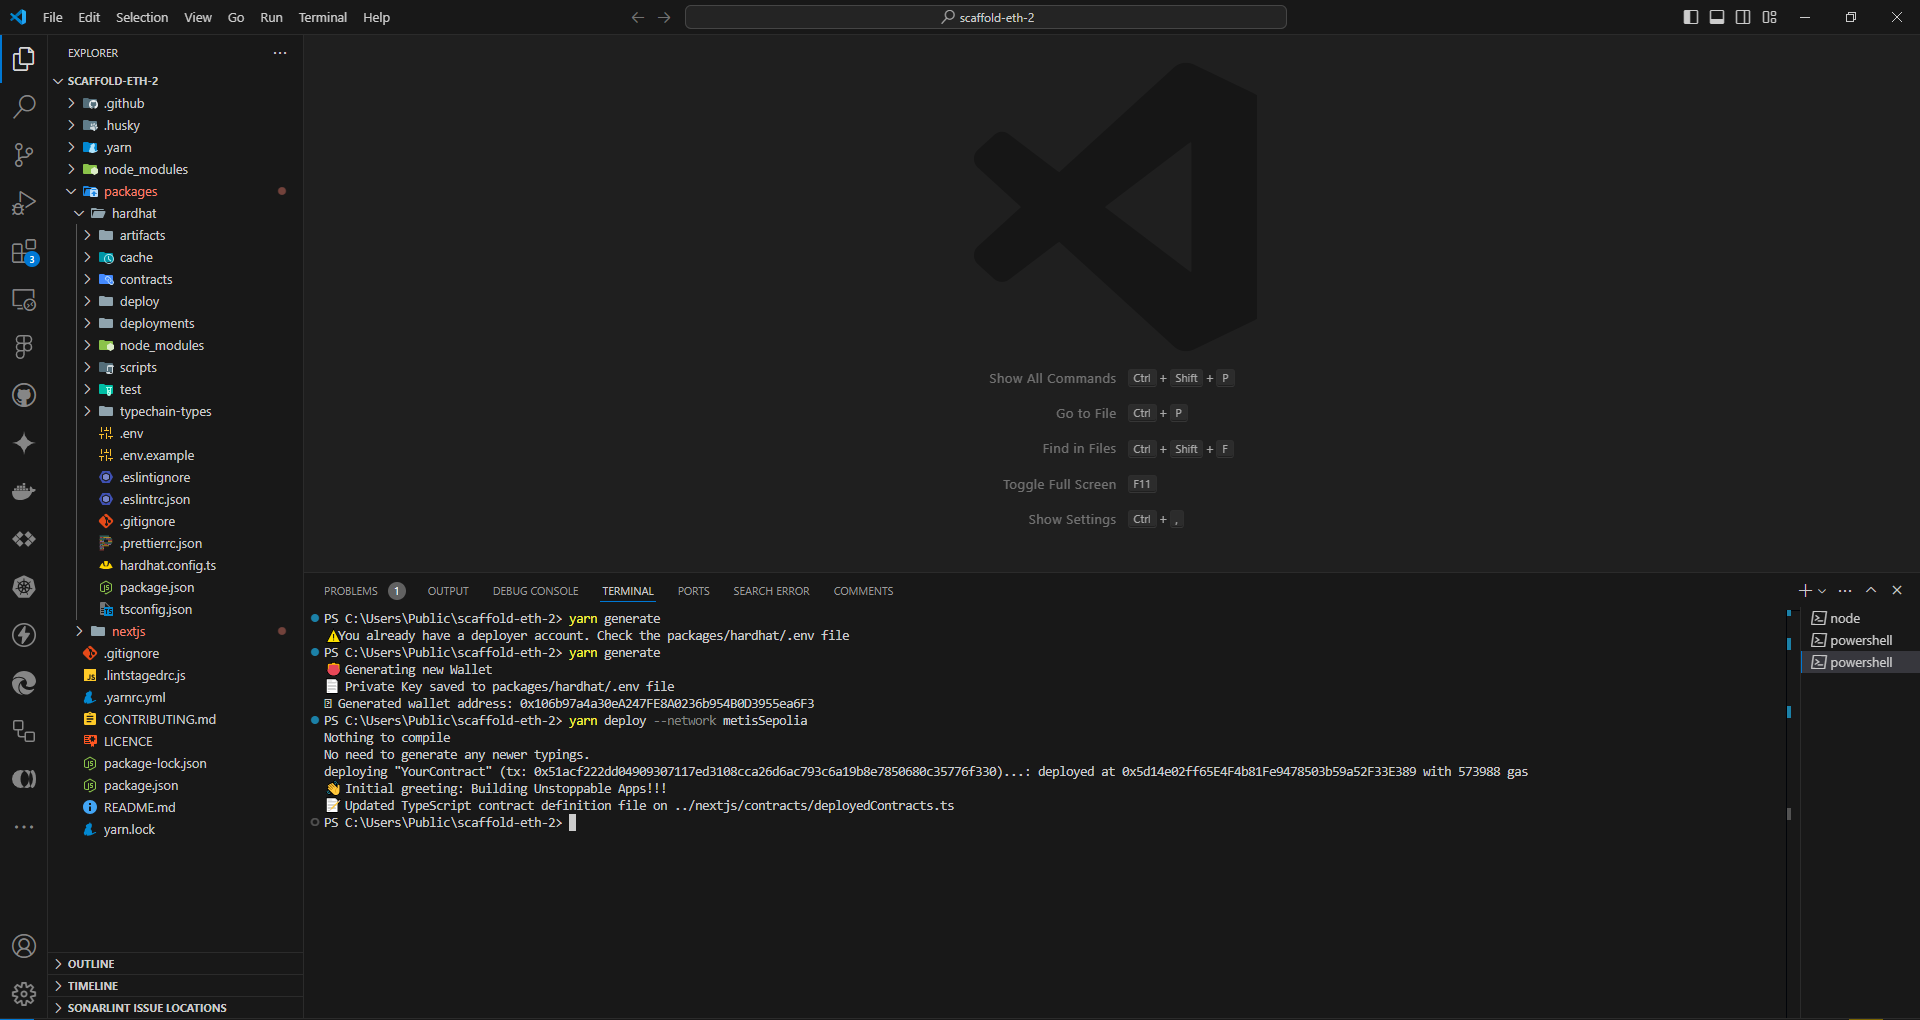 File Edit Selection View Go Run Terminal Help
scaffold-eth-2
EXPLORER
SCAFFOLD-ETH-2
.github
.husky
.yarn
node_modules
packages
hardhat
artifacts
cache
contracts
deploy
deployments
node_modules
scripts
test
typechain-types
.env
.env.example
.eslintignore
.eslintrc.json
.gitignore
.prettierrc.json
hardhat.config.ts
package.json
tsconfig.json
nextjs
.gitignore
.lintstagedrc.js
.yarnrc.yml
CONTRIBUTING.md
LICENCE
package-lock.json
package.json
README.md
yarn.lock
OUTLINE
TIMELINE
SONARLINT ISSUE LOCATIONS
3
Show All Commands Ctrl + Shift + P
Go to File Ctrl + P
Find in Files Ctrl + Shift + F
Toggle Full Screen F11
Show Settings Ctrl + ,
PROBLEMS 1 OUTPUT DEBUG CONSOLE TERMINAL PORTS SEARCH ERROR COMMENTS
PS C:\Users\Public\scaffold-eth-2> yarn generate
⚠️You already have a deployer account. Check the packages/hardhat/.env file
PS C:\Users\Public\scaffold-eth-2> yarn generate
👛 Generating new Wallet
📄 Private Key saved to packages/hardhat/.env file
Generated wallet address: 0x106b97a4a30eA247FE8A0236b954B0D3955ea6F3
PS C:\Users\Public\scaffold-eth-2> yarn deploy --network metisSepolia
Nothing to compile
No need to generate any newer typings.
deploying "YourContract" (tx: 0x51acf222dd04909307117ed3108cca26d6ac793c6a19b8e7850680c35776f330)...: deployed at 0x5d14e02ff65E4F4b81Fe9478503b59a52F33E389 with 573988 gas
👋 Initial greeting: Building Unstoppable Apps!!!
📝 Updated TypeScript contract definition file on ../nextjs/contracts/deployedContracts.ts
PS C:\Users\Public\scaffold-eth-2>
node
powershell
powershell